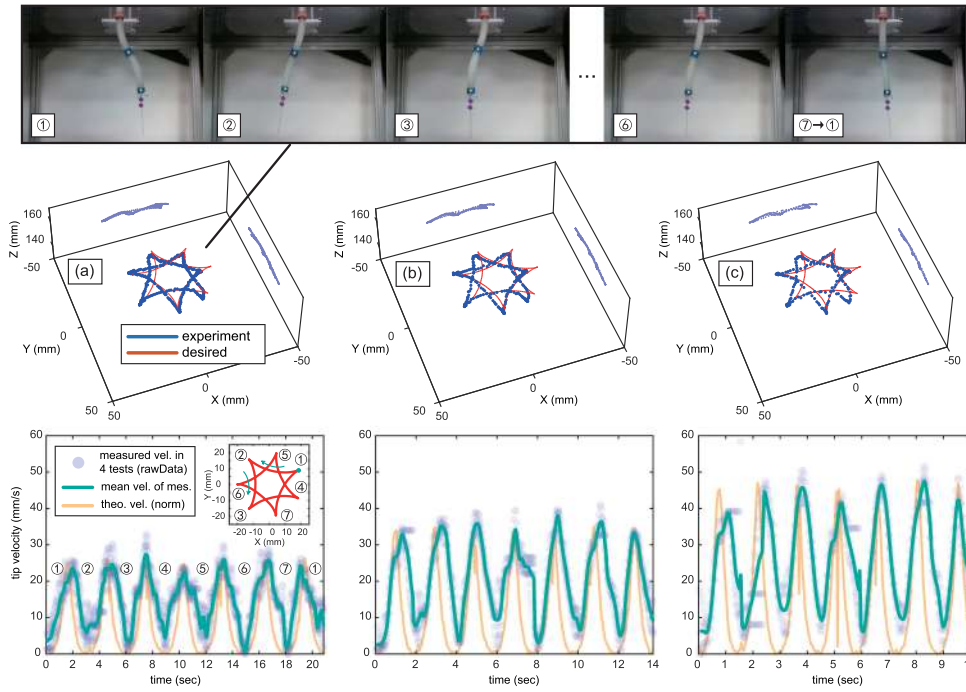 ① ② ③ ... ⑥ ⑦→①
Z (mm) 160 140 -50 0 50 Y (mm) 50 0 -50 X (mm)
(a)
experiment
desired
Z (mm) 160 140 -50 0 50 Y (mm) 50 0 -50 X (mm)
(b)
Z (mm) 160 140 -50 0 50 Y (mm) 50 0 -50 X (mm)
(c)
tip velocity (mm/s)
60 50 40 30 20 10 0
measured vel. in
4 tests (rawData)
mean vel. of mes.
theo. vel. (norm)
Y (mm)
20 10 0 -10 -20
② ⑤ ① ④ ⑥ ③ ⑦
-20 -10 0 10 20
X (mm)
① ② ③ ④ ⑤ ⑥ ⑦
0 2 4 6 8 10 12 14 16 18 20
time (sec)
60 50 40 30 20 10 0
0 2 4 6 8 10 12 14
time (sec)
60 50 40 30 20 10 0
0 1 2 3 4 5 6 7 8 9
time (sec)